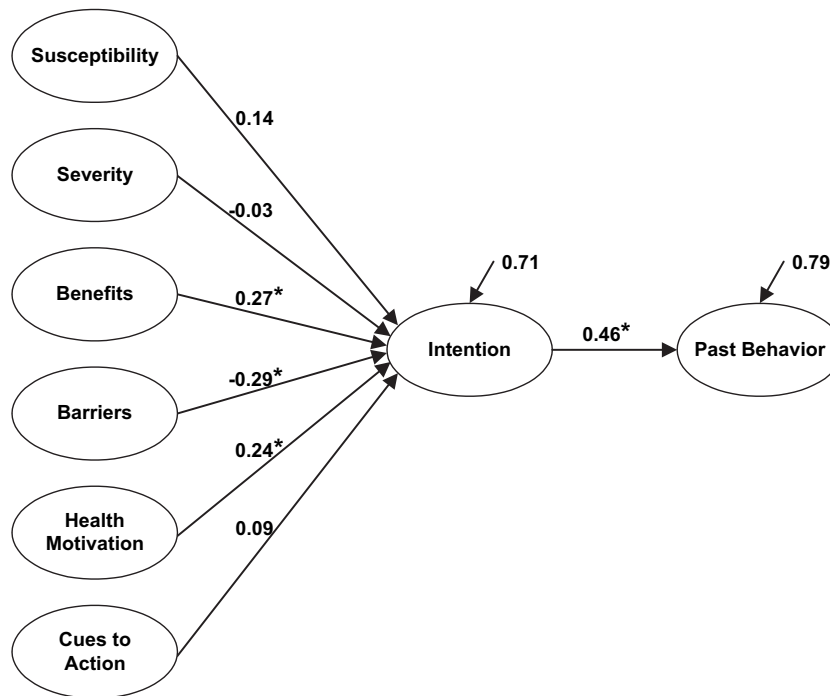 Susceptibility
0.14
Severity
-0.03
Benefits
0.27*
0.71
0.79
Intention
0.46*
Past Behavior
Barriers
-0.29*
Health
Motivation
0.24*
0.09
Cues to
Action